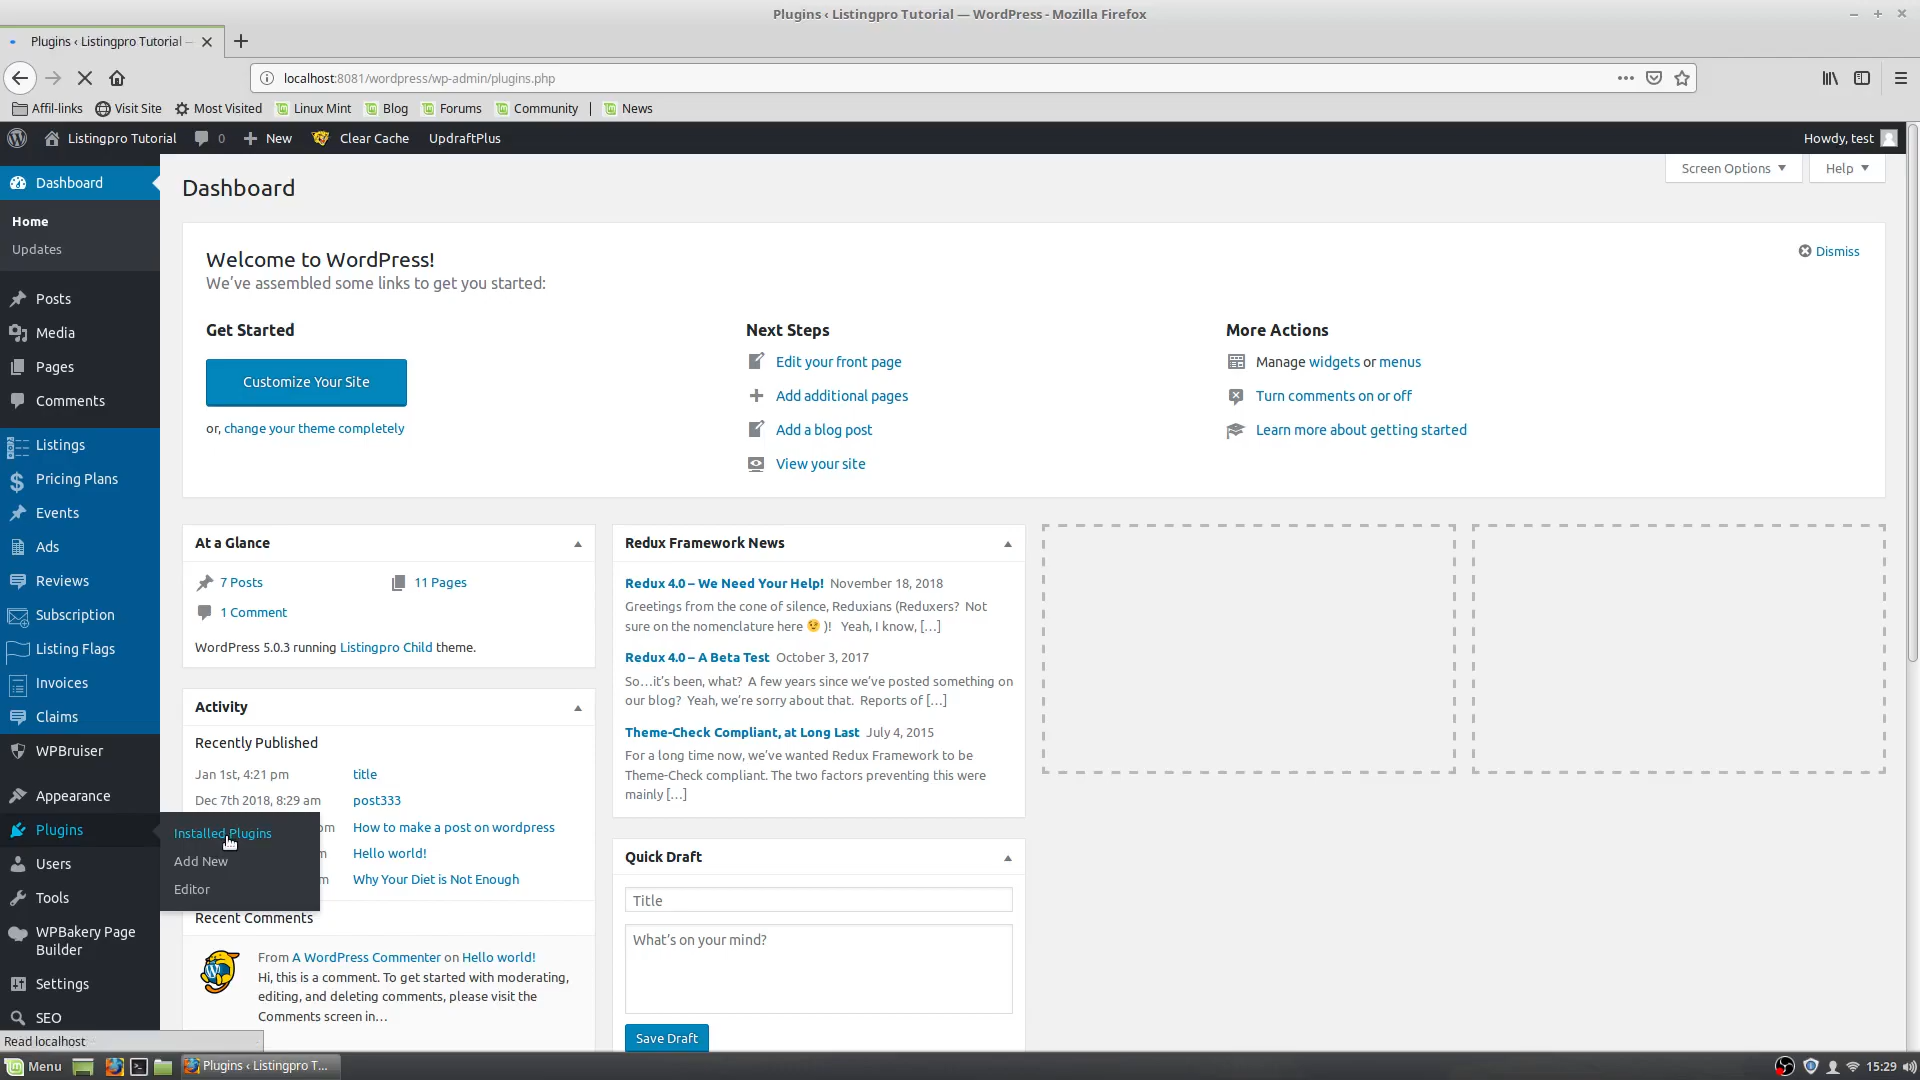 Plugins ‹ Listingpro Tutorial — WordPress - Mozilla Firefox
Plugins ‹ Listingpro Tutorial —
localhost:8081/wordpress/wp-admin/plugins.php
Affil-links
Visit Site
Most Visited
Linux Mint
Blog
Forums
Community
News
Listingpro Tutorial
0
New
Clear Cache
UpdraftPlus
Howdy, test
Dashboard
Home
Updates
Posts
Media
Pages
Comments
Listings
Pricing Plans
Events
Ads
Reviews
Subscription
Listing Flags
Invoices
Claims
WPBruiser
Appearance
Plugins
Installed Plugins
Add New
Editor
Users
Tools
WPBakery Page
Builder
Settings
SEO
Dashboard
Screen Options
Help
Welcome to WordPress!
We've assembled some links to get you started:
Dismiss
Get Started
Customize Your Site
or, change your theme completely
Next Steps
Edit your front page
Add additional pages
Add a blog post
View your site
More Actions
Manage widgets or menus
Turn comments on or off
Learn more about getting started
At a Glance
7 Posts
11 Pages
1 Comment
WordPress 5.0.3 running Listingpro Child theme.
Activity
Recently Published
Jan 1st, 4:21 pm title
Dec 7th 2018, 8:29 am post333
pm How to make a post on wordpress
m Hello world!
m Why Your Diet is Not Enough
Recent Comments
From A WordPress Commenter on Hello world!
Hi, this is a comment. To get started with moderating,
editing, and deleting comments, please visit the
Comments screen in…
Redux Framework News
Redux 4.0 – We Need Your Help! November 18, 2018
Greetings from the cone of silence, Reduxians (Reduxers? Not
sure on the nomenclature here 😉 )! Yeah, I know, […]
Redux 4.0 – A Beta Test October 3, 2017
So…it's been, what? A few years since we've posted something on
our blog? Yeah, we're sorry about that. Reports of […]
Theme-Check Compliant, at Long Last July 4, 2015
For a long time now, we've wanted Redux Framework to be
Theme-Check compliant. The two factors preventing this were
mainly […]
Quick Draft
Title
What's on your mind?
Save Draft
Read localhost
Menu
Plugins ‹ Listingpro T...
15:29